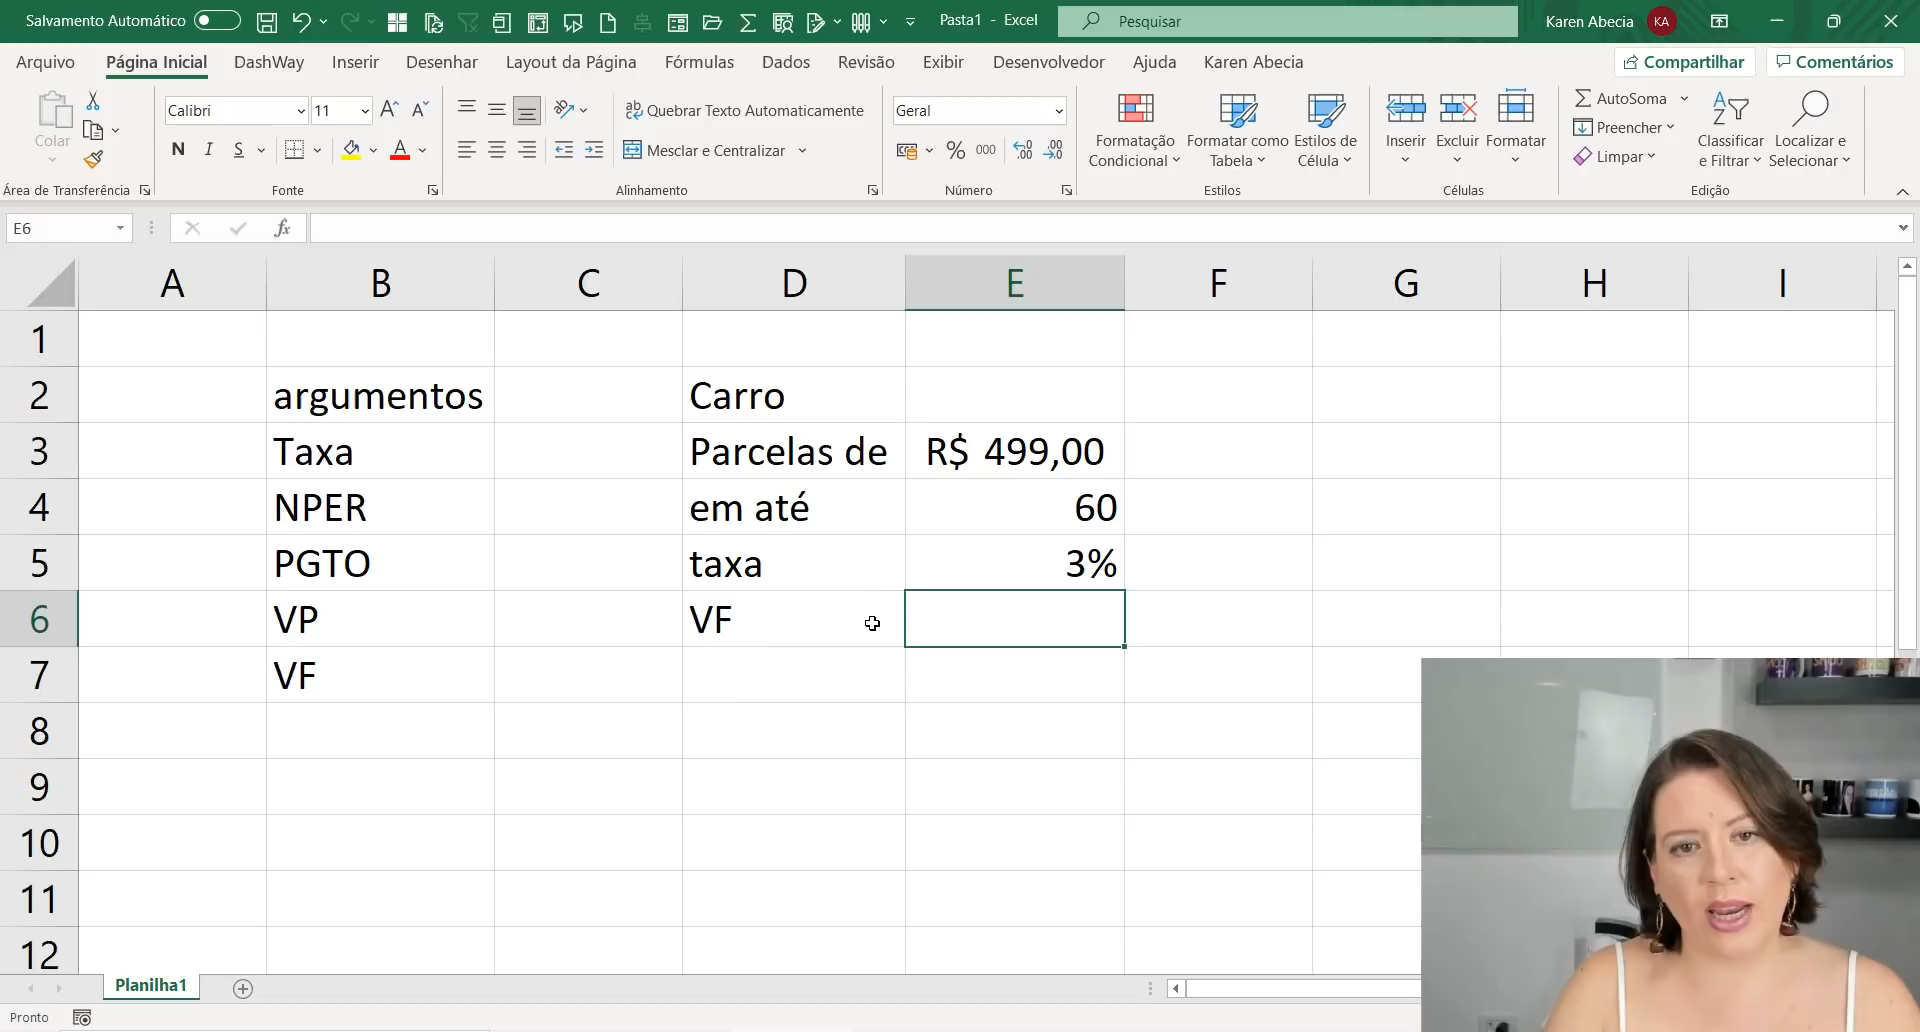 Salvamento Automático
Pasta1 - Excel
Pesquisar
Karen Abecia
KA
Arquivo
Página Inicial
DashWay
Inserir
Desenhar
Layout da Página
Fórmulas
Dados
Revisão
Exibir
Desenvolvedor
Ajuda
Karen Abecia
Compartilhar
Comentários
Colar
Área de Transferência
Calibri
11
N I S
Fonte
Quebrar Texto Automaticamente
Mesclar e Centralizar
Alinhamento
Geral
% 000
Número
Formatação
Condicional
Formatar como
Tabela
Estilos de
Célula
Estilos
Inserir
Excluir
Formatar
Células
AutoSoma
Preencher
Limpar
Classificar
e Filtrar
Localizar e
Selecionar
Edição
E6
fx
A B C D E F G H I
1
2 argumentos Carro
3 Taxa Parcelas de R$ 499,00
4 NPER em até 60
5 PGTO taxa 3%
6 VP VF
7 VF
8
9
10
11
12
Planilha1
Pronto